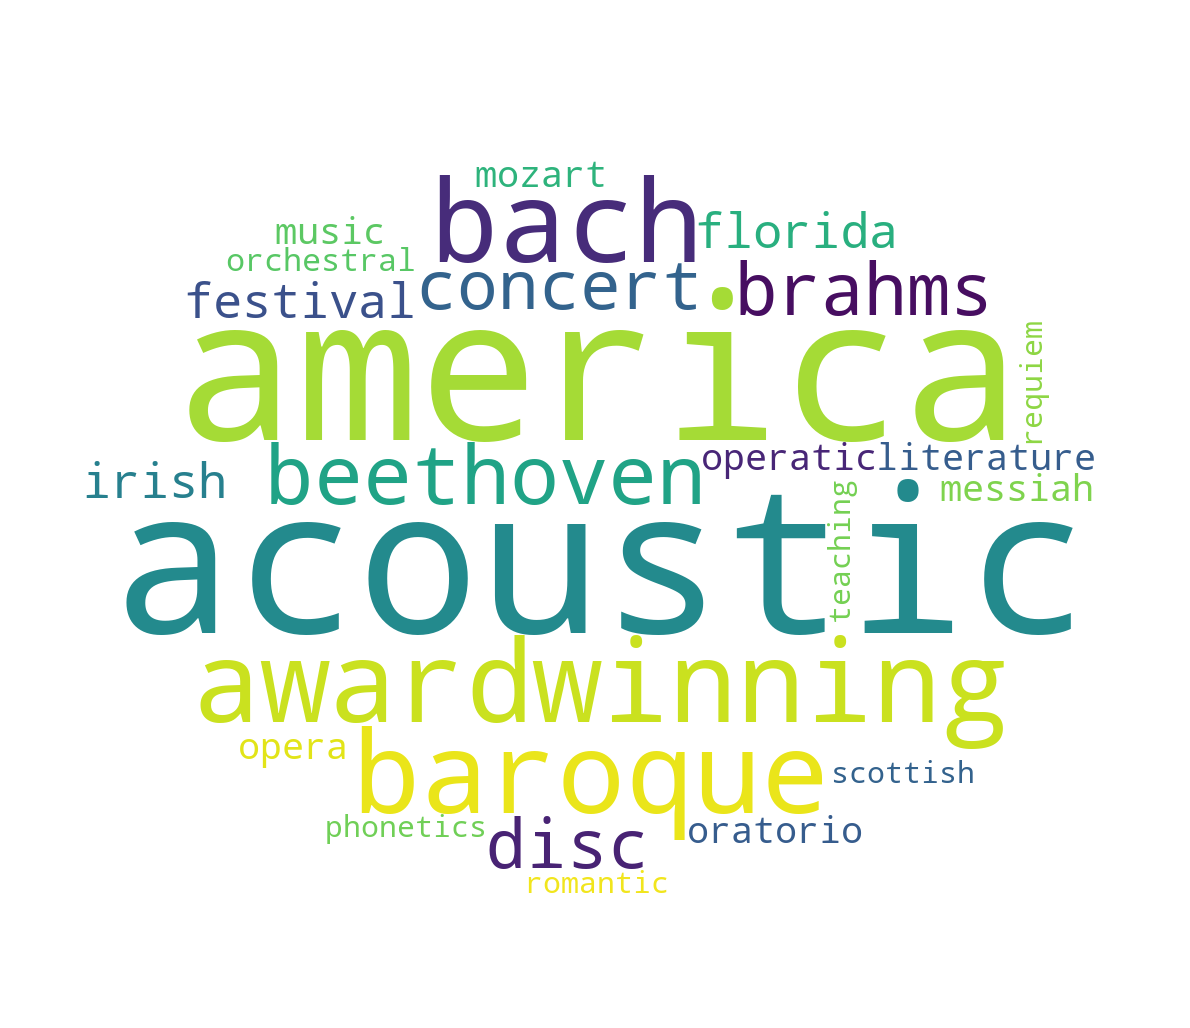 mozart
bach
music
florida
orchestral
concert
brahms
festival
america
requiem
beethoven
operatic
literature
irish
messiah
acoustic
teaching
awardwinning
opera
baroque
scottish
phonetics
disc
oratorio
romantic